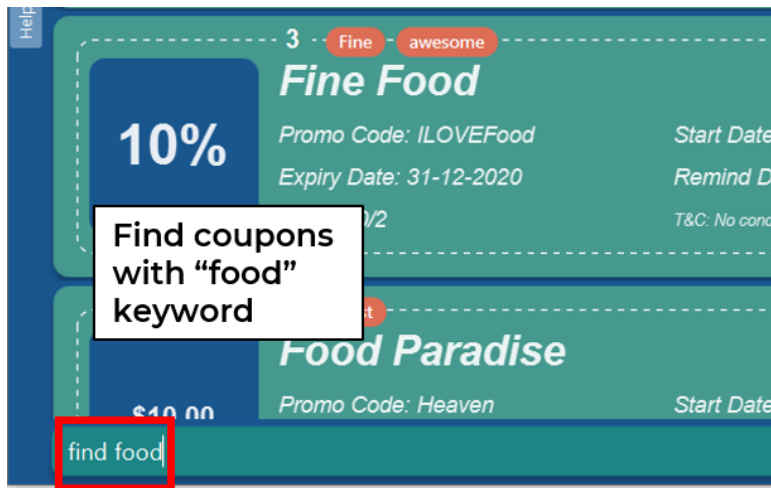 Help
3 Fine awesome
Fine Food
10%
Promo Code: ILOVEFood
Start Date
Expiry Date: 31-12-2020
Remind D
0/2
T&C: No cond
Find coupons
with “food”
keyword
Food Paradise
$10.00
Promo Code: Heaven
Start Date
find food